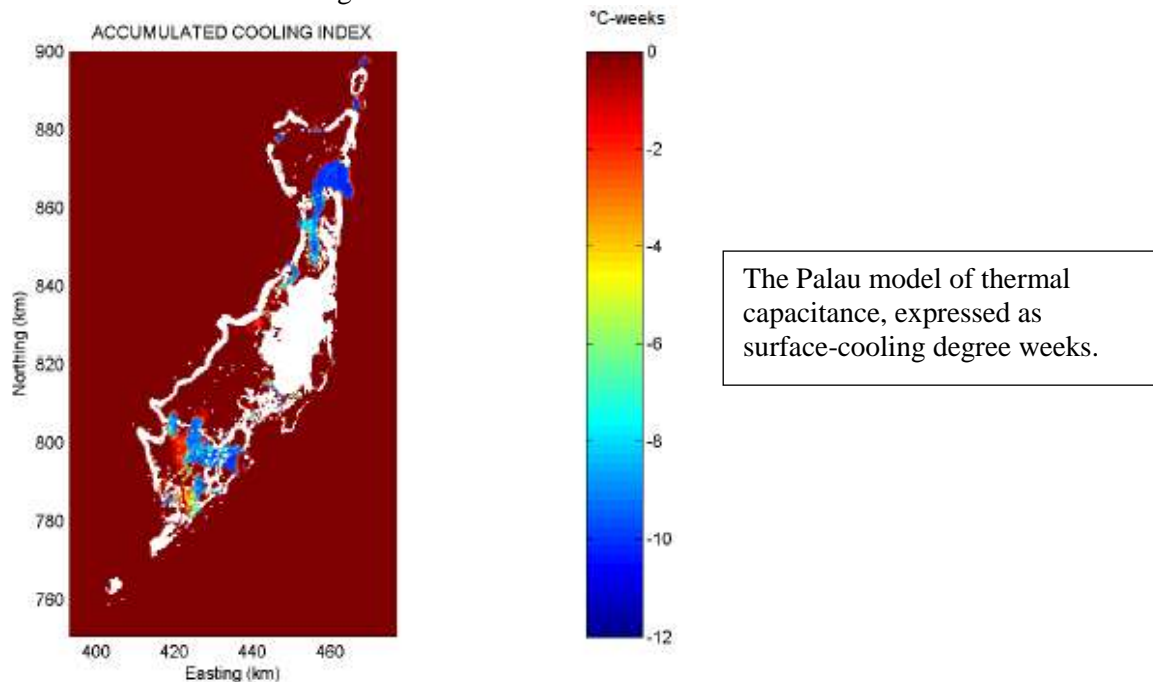 °C-weeks
ACCUMULATED COOLING INDEX
900
880
860
840
820
800
780
760
Northing (km)
400 420 440 460
Easting (km)
0
-2
-4
-6
-8
-10
-12
The Palau model of thermal
capacitance, expressed as
surface-cooling degree weeks.